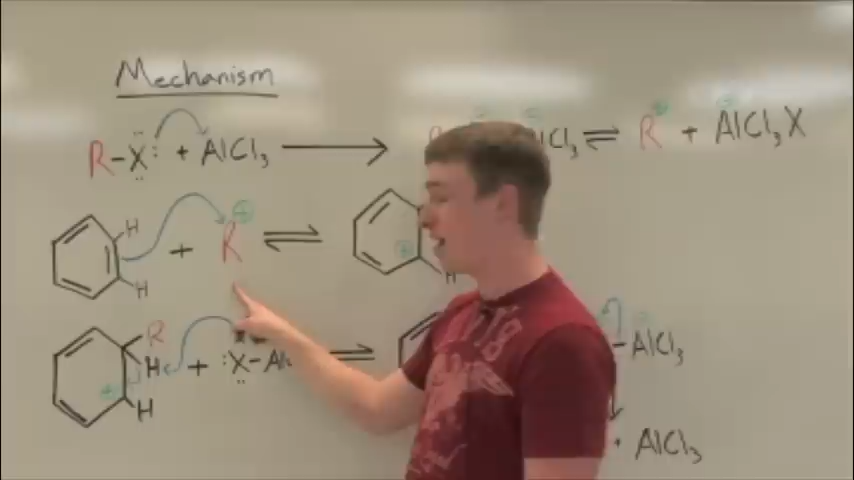 Mechanism
R-X: + AlCl3 → AlCl3 ⇌ R⊕ + AlCl3X
H H + R⊕ ⇌ ⊕ H
R H H ⊕ + :X-Al ⇌ -AlCl3
+ AlCl3